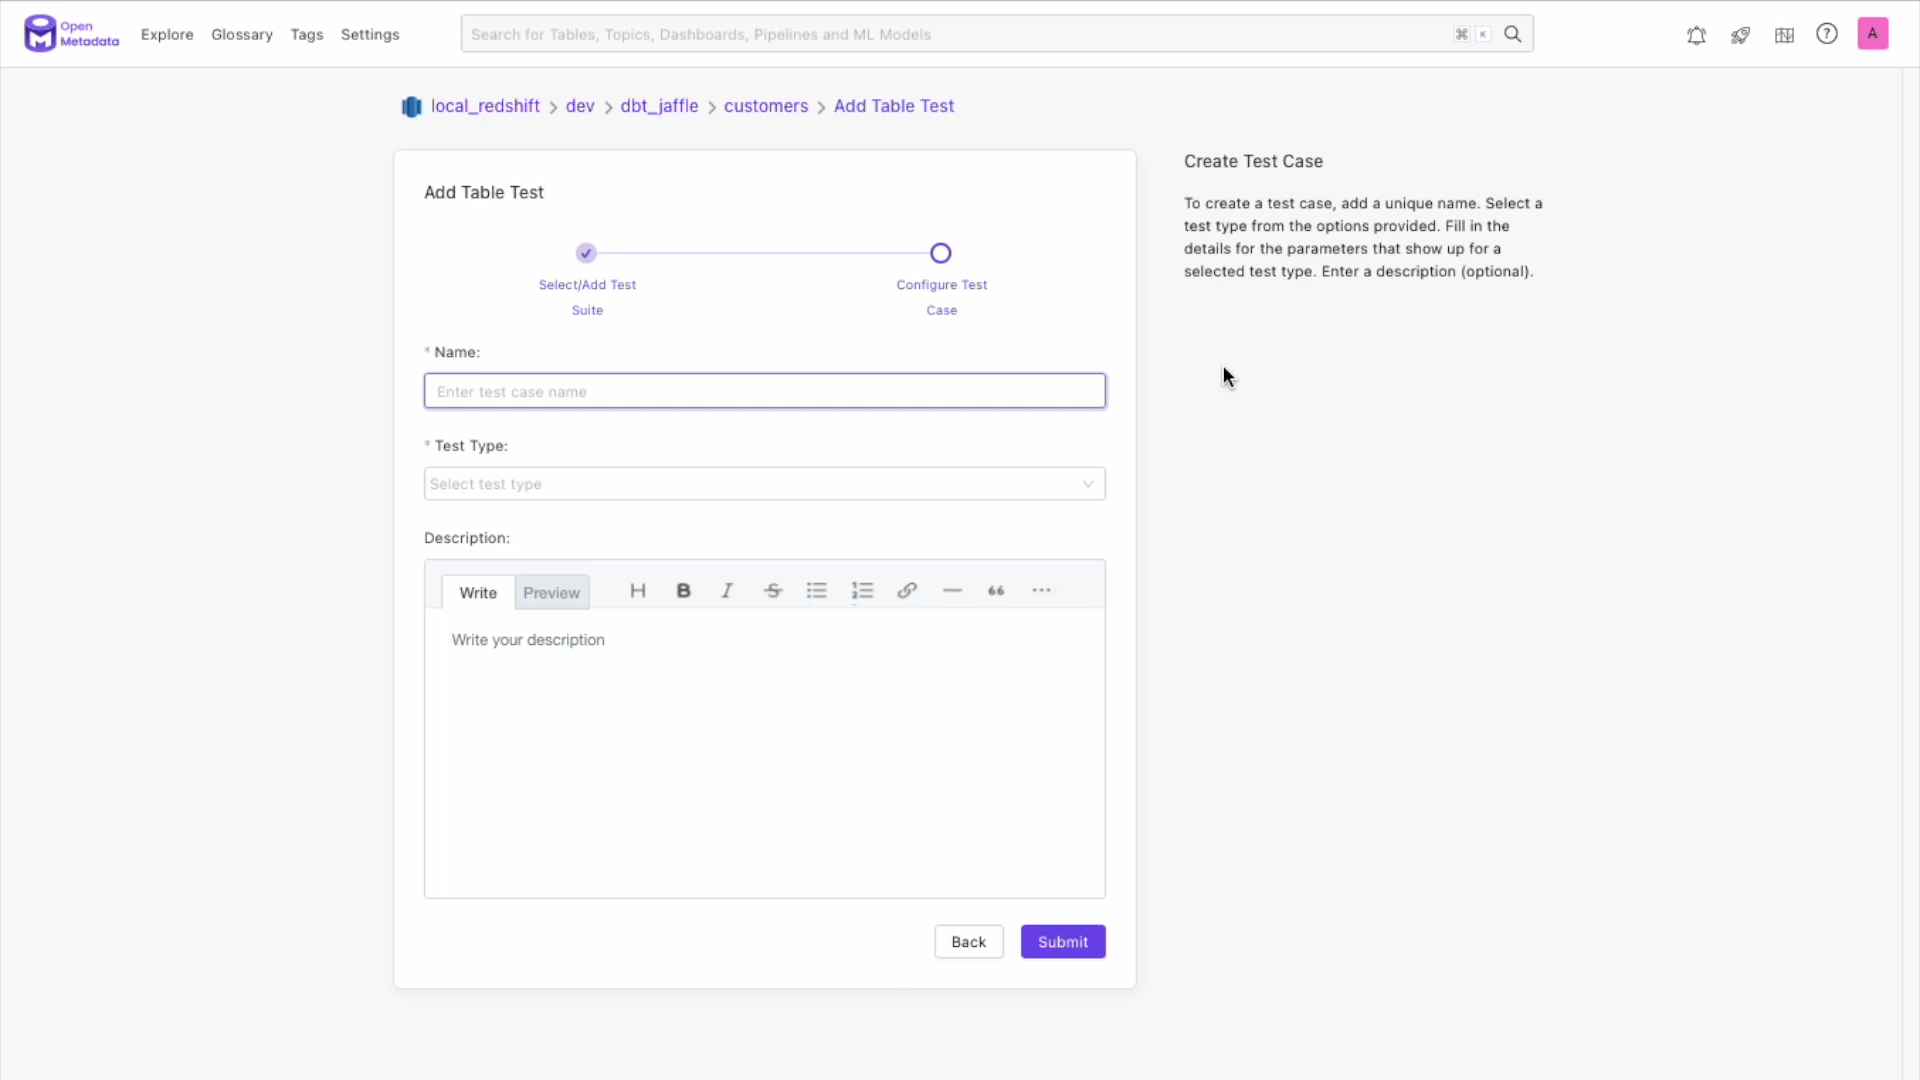 Open
Metadata
Explore Glossary Tags Settings
Search for Tables, Topics, Dashboards, Pipelines and ML Models
⌘ K
A
local_redshift > dev > dbt_jaffle > customers > Add Table Test
Add Table Test
Select/Add Test
Suite
Configure Test
Case
* Name:
Enter test case name
* Test Type:
Select test type
Description:
Write Preview H B I S 66 ...
Write your description
Back Submit
Create Test Case
To create a test case, add a unique name. Select a
test type from the options provided. Fill in the
details for the parameters that show up for a
selected test type. Enter a description (optional).